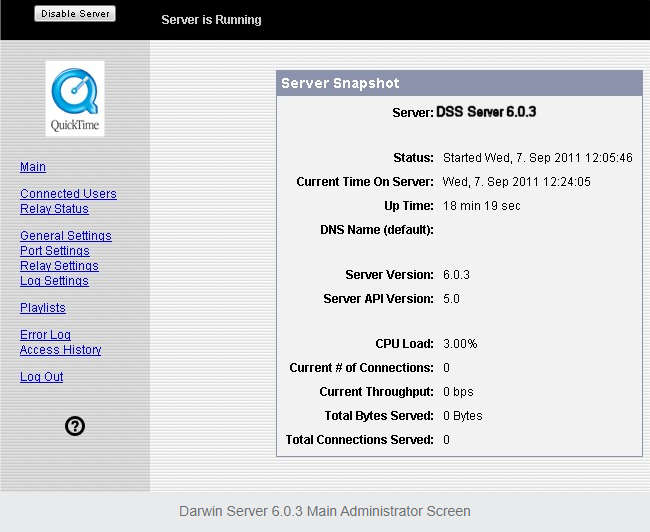 Disable Server
Server is Running
QuickTime
Main
Connected Users
Relay Status
General Settings
Port Settings
Relay Settings
Log Settings
Playlists
Error Log
Access History
Log Out
?
Server Snapshot
Server: DSS Server 6.0.3
Status: Started Wed, 7. Sep 2011 12:05:46
Current Time On Server: Wed, 7. Sep 2011 12:24:05
Up Time: 18 min 19 sec
DNS Name (default):
Server Version: 6.0.3
Server API Version: 5.0
CPU Load: 3.00%
Current # of Connections: 0
Current Throughput: 0 bps
Total Bytes Served: 0 Bytes
Total Connections Served: 0
Darwin Server 6.0.3 Main Administrator Screen